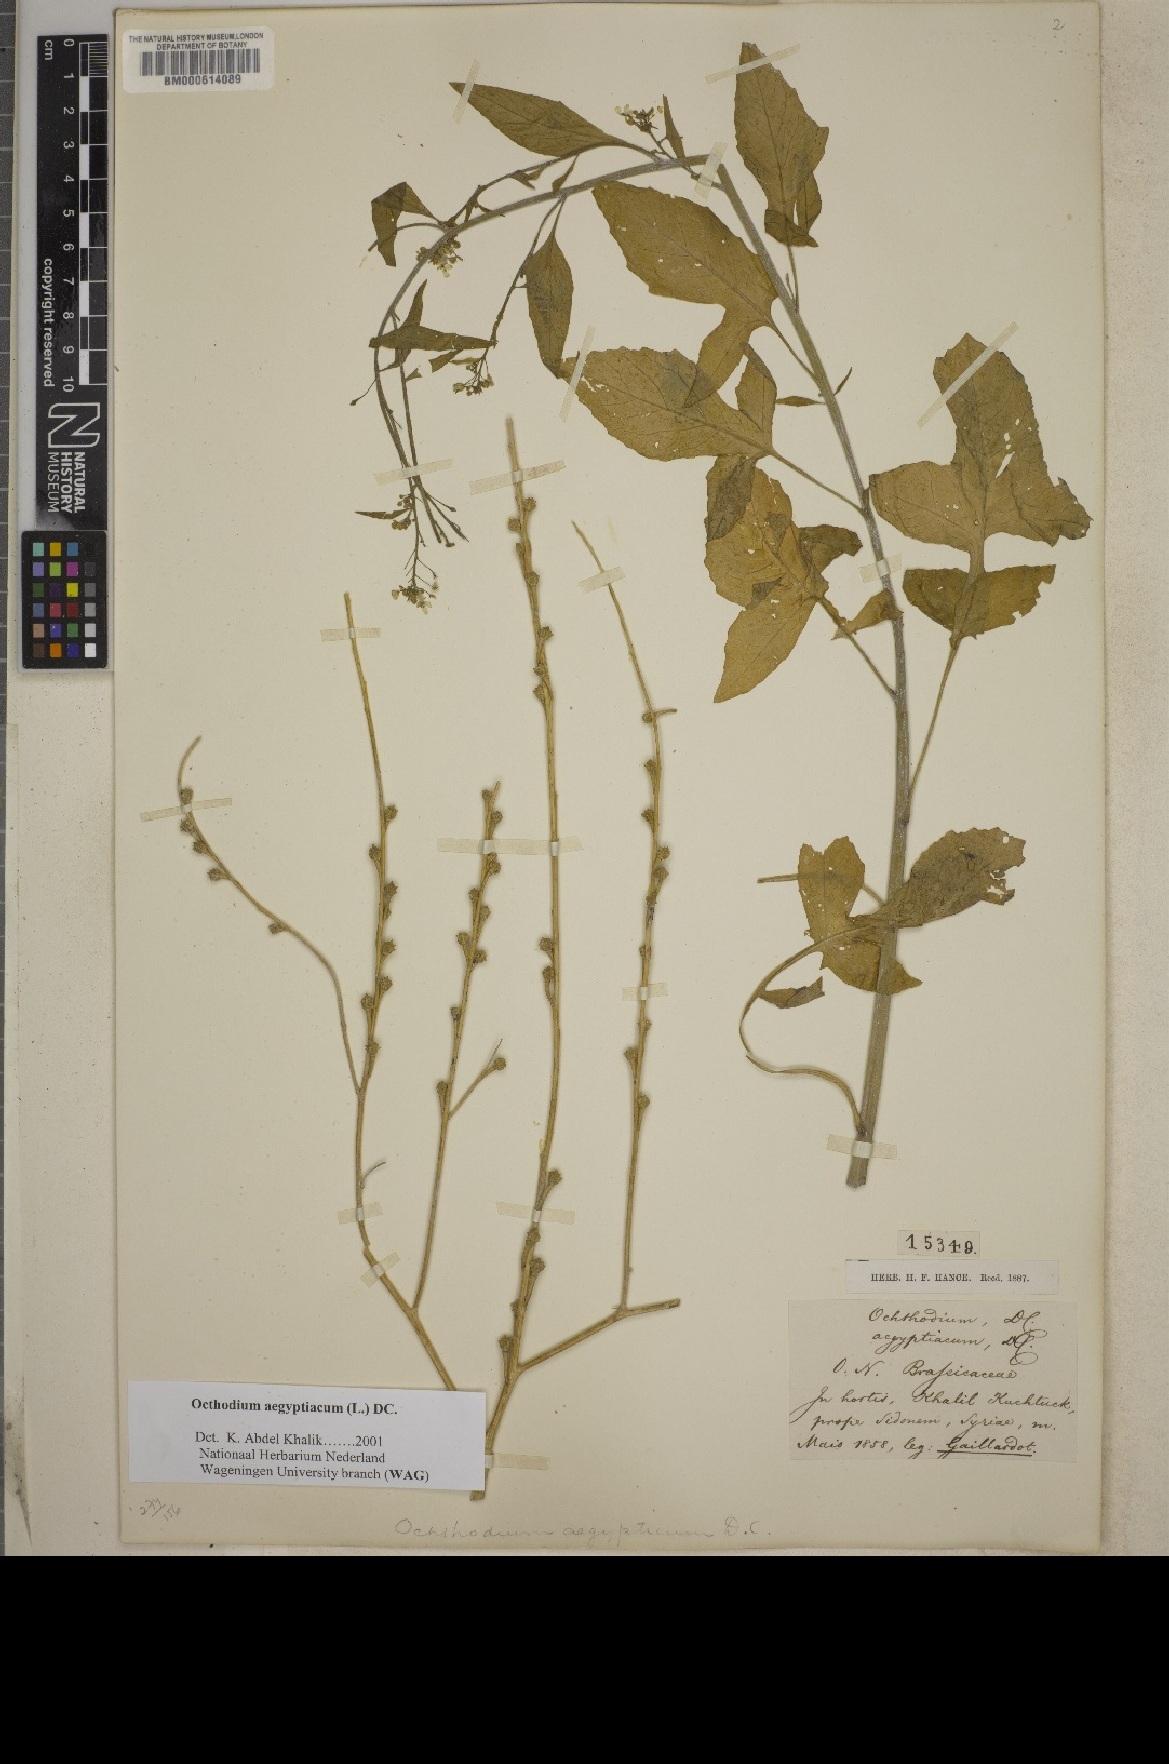 2
THE NATURAL HISTORY MUSEUM, LONDON
DEPARTMENT OF BOTANY
BM000614089
cm
0
1
2
3
4
5
6
7
8
9
10
copyright reserved
NATURAL
HISTORY
MUSEUM
15319.
HERB. H. F. HANCE. Recd. 1887.
Ochthodium, DC.
aegyptiacum, DC.
O. N. Braſsicaceae
In hortis, Khalil Kuchtuck,
prope Sidonem, Syriae, m.
Maio 1858, leg: Gaillardot.
Octhodium aegyptiacum (L.) DC.
Det. K. Abdel Khalik.......2001
Nationaal Herbarium Nederland
Wageningen University branch (WAG)
Ochthodium aegypticum D.C.